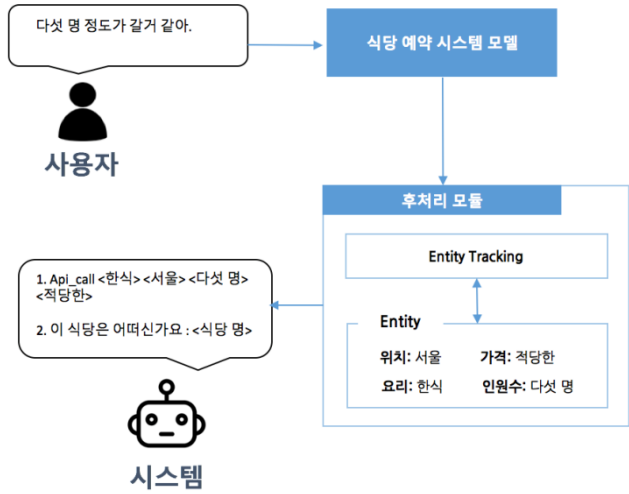 다섯 명 정도가 갈거 같아.
식당 예약 시스템 모델
사용자
후처리 모듈
Entity Tracking
Entity
위치: 서울 가격: 적당한
요리: 한식 인원수: 다섯 명
1. Api_call <한식> <서울> <다섯 명>
<적당한>
2. 이 식당은 어떠신가요 : <식당 명>
시스템